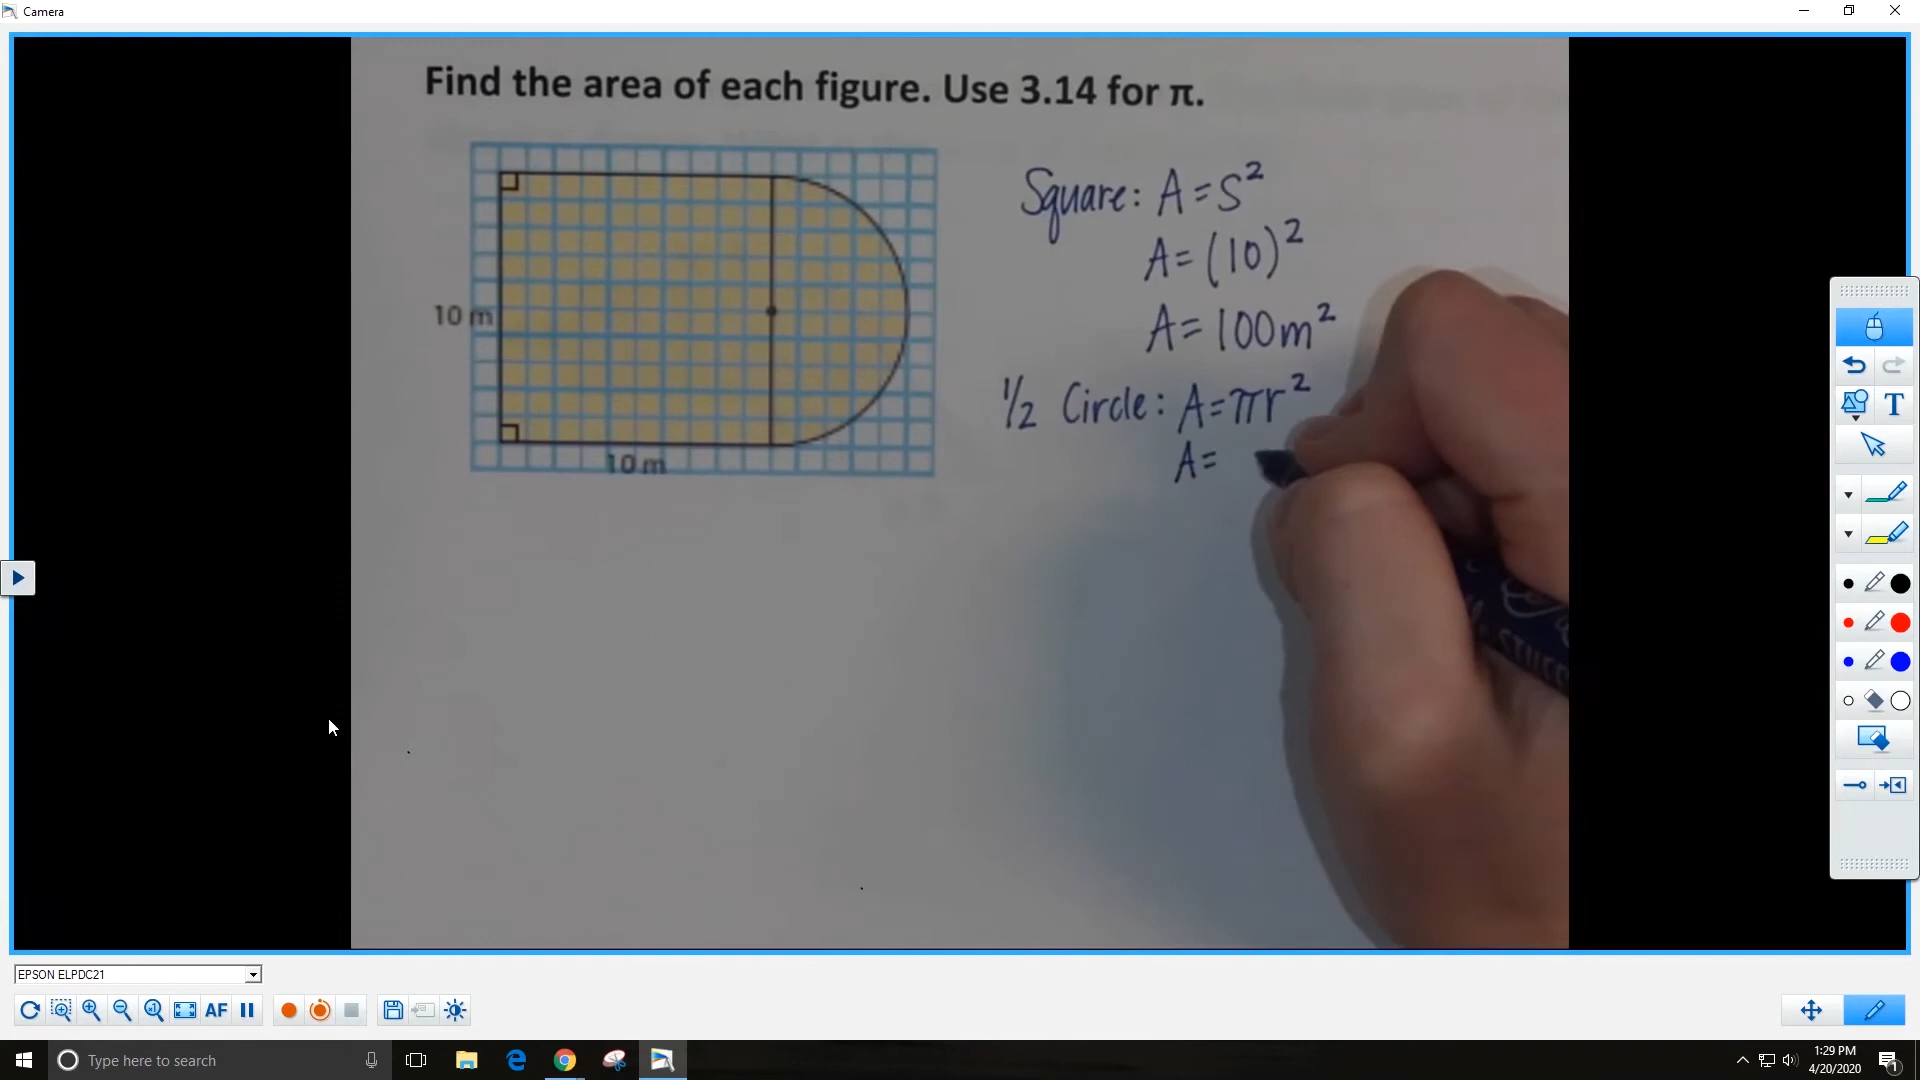 Camera
Find the area of each figure. Use 3.14 for π.
10 m
10 m
Square: A = S²
A = (10)²
A = 100m²
1/2 Circle: A = πr²
A =
T
EPSON ELPDC21
AF
Type here to search
1:29 PM
4/20/2020
1